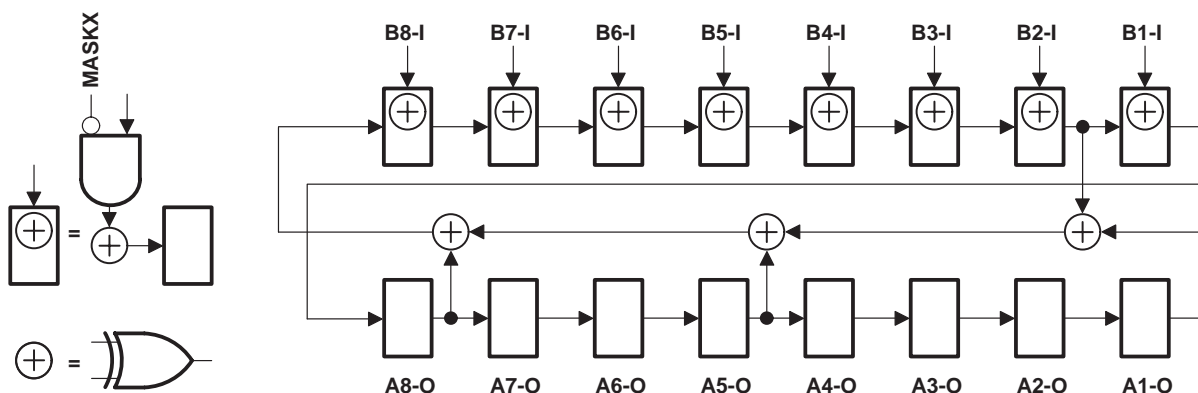 MASKX
B8-I B7-I B6-I B5-I B4-I B3-I B2-I B1-I
=
=
A8-O A7-O A6-O A5-O A4-O A3-O A2-O A1-O